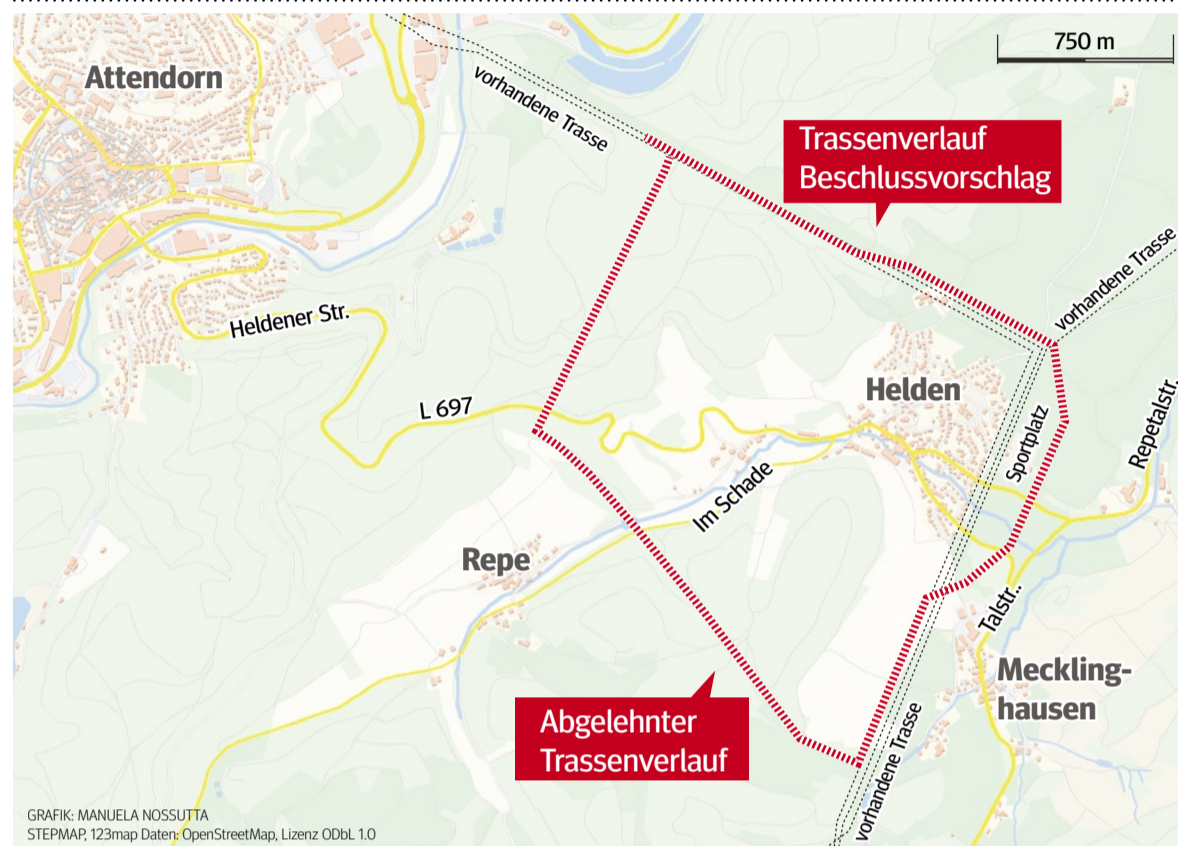 Attendorn
750 m
vorhandene Trasse
Trassenverlauf
Beschlussvorschlag
vorhandene Trasse
Heldener Str.
L 697
Helden
Sportplatz
Repetalstr.
Im Schade
Repe
Talstr..
Meckling-
hausen
Abgelehnter
Trassenverlauf
vorhandene Trasse
GRAFIK: MANUELA NOSSUTTA
STEPMAP, 123map Daten: OpenStreetMap, Lizenz ODbL 1.0